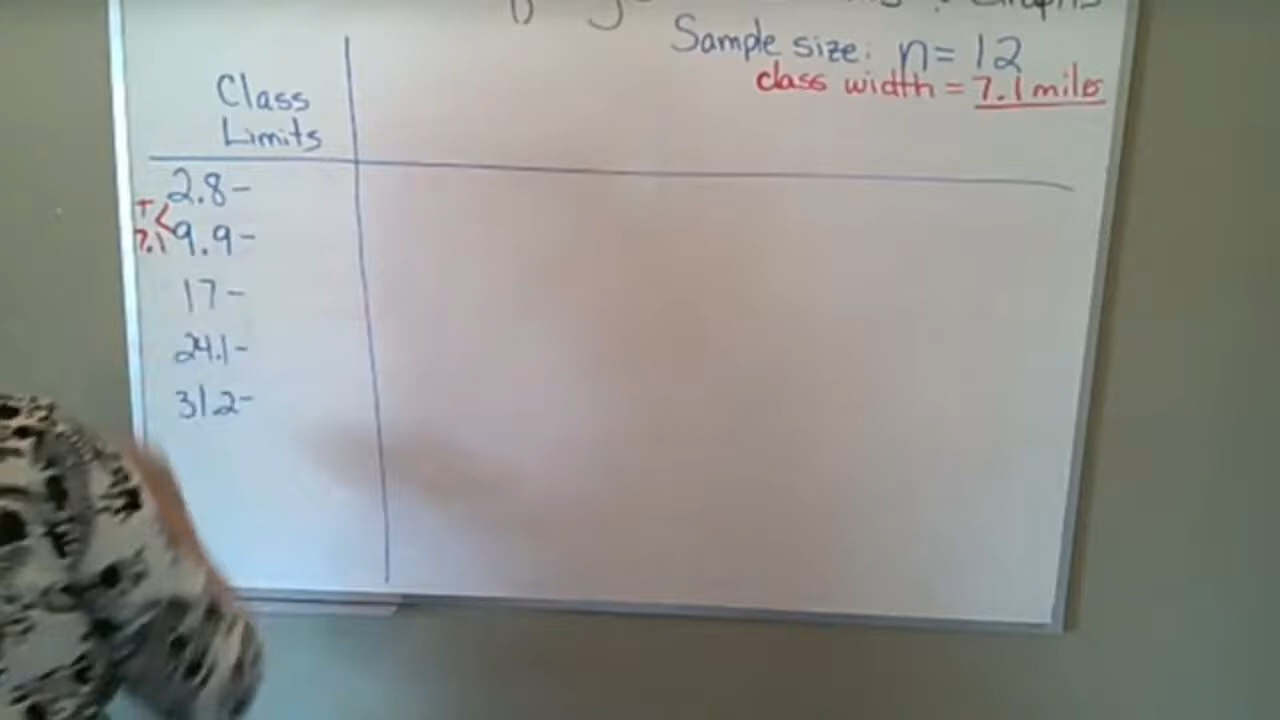 Graphs
Sample size: n=12
class width = 7.1 miles
Class
Limits
2.8-
+
7.1
9.9-
17-
24.1-
31.2-